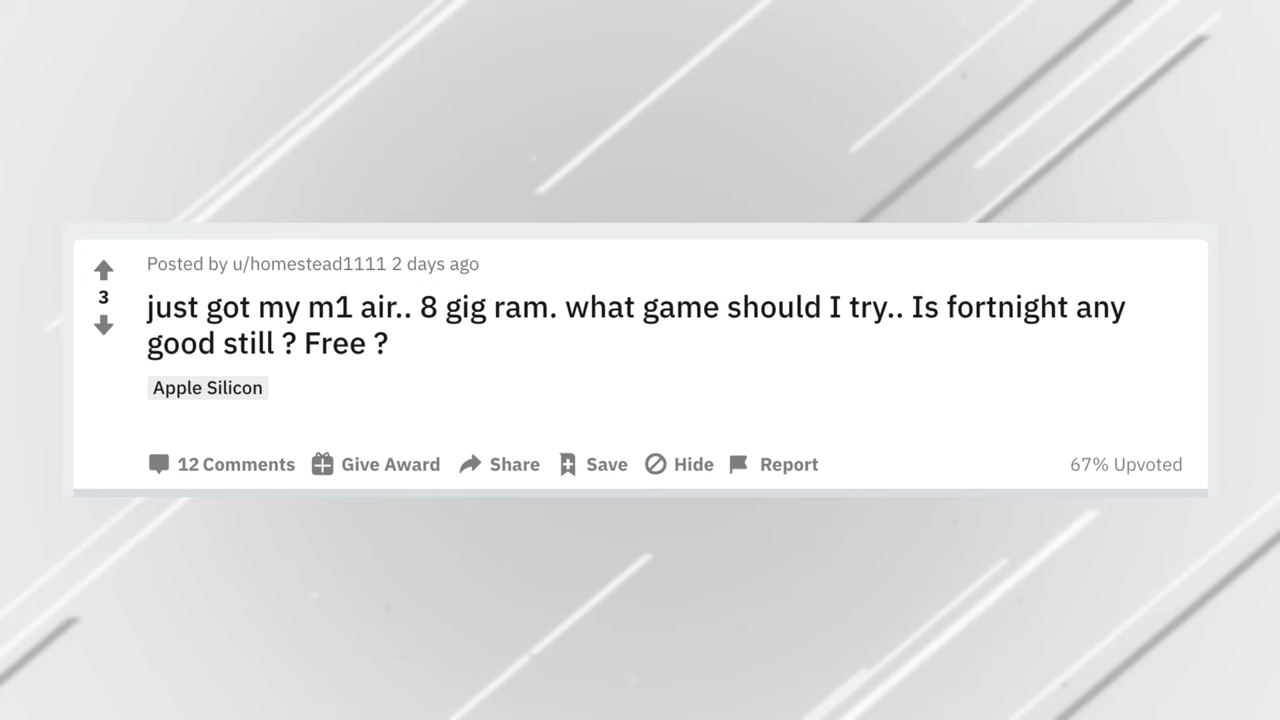 Posted by u/homestead1111 2 days ago
3
just got my m1 air.. 8 gig ram. what game should I try.. Is fortnight any
good still ? Free ?
Apple Silicon
12 Comments Give Award Share Save Hide Report 67% Upvoted